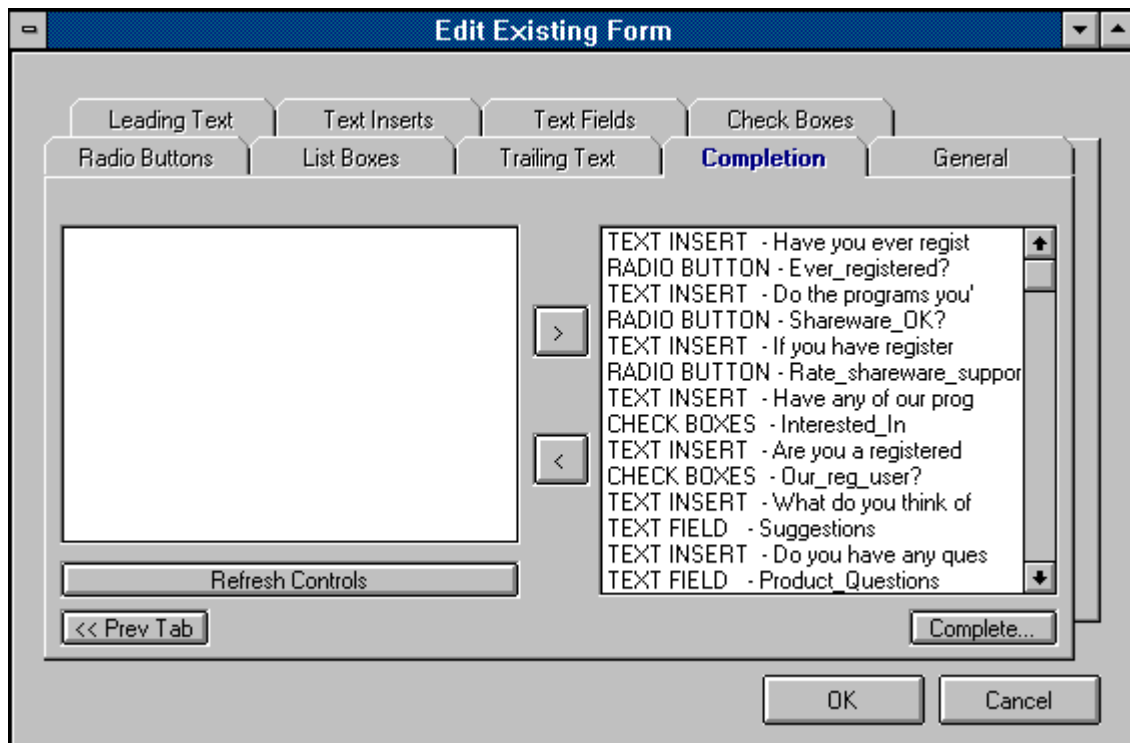 Edit Existing Form
Leading Text
Text Inserts
Text Fields
Check Boxes
Radio Buttons
List Boxes
Trailing Text
Completion
General
TEXT INSERT - Have you ever regist
RADIO BUTTON - Ever_registered?
TEXT INSERT - Do the programs you'
RADIO BUTTON - Shareware_OK?
TEXT INSERT - If you have register
RADIO BUTTON - Rate_shareware_suppor
TEXT INSERT - Have any of our prog
CHECK BOXES - Interested_In
TEXT INSERT - Are you a registered
CHECK BOXES - Our_reg_user?
TEXT INSERT - What do you think of
TEXT FIELD - Suggestions
TEXT INSERT - Do you have any ques
TEXT FIELD - Product_Questions
>
<
Refresh Controls
<< Prev Tab
Complete...
OK
Cancel